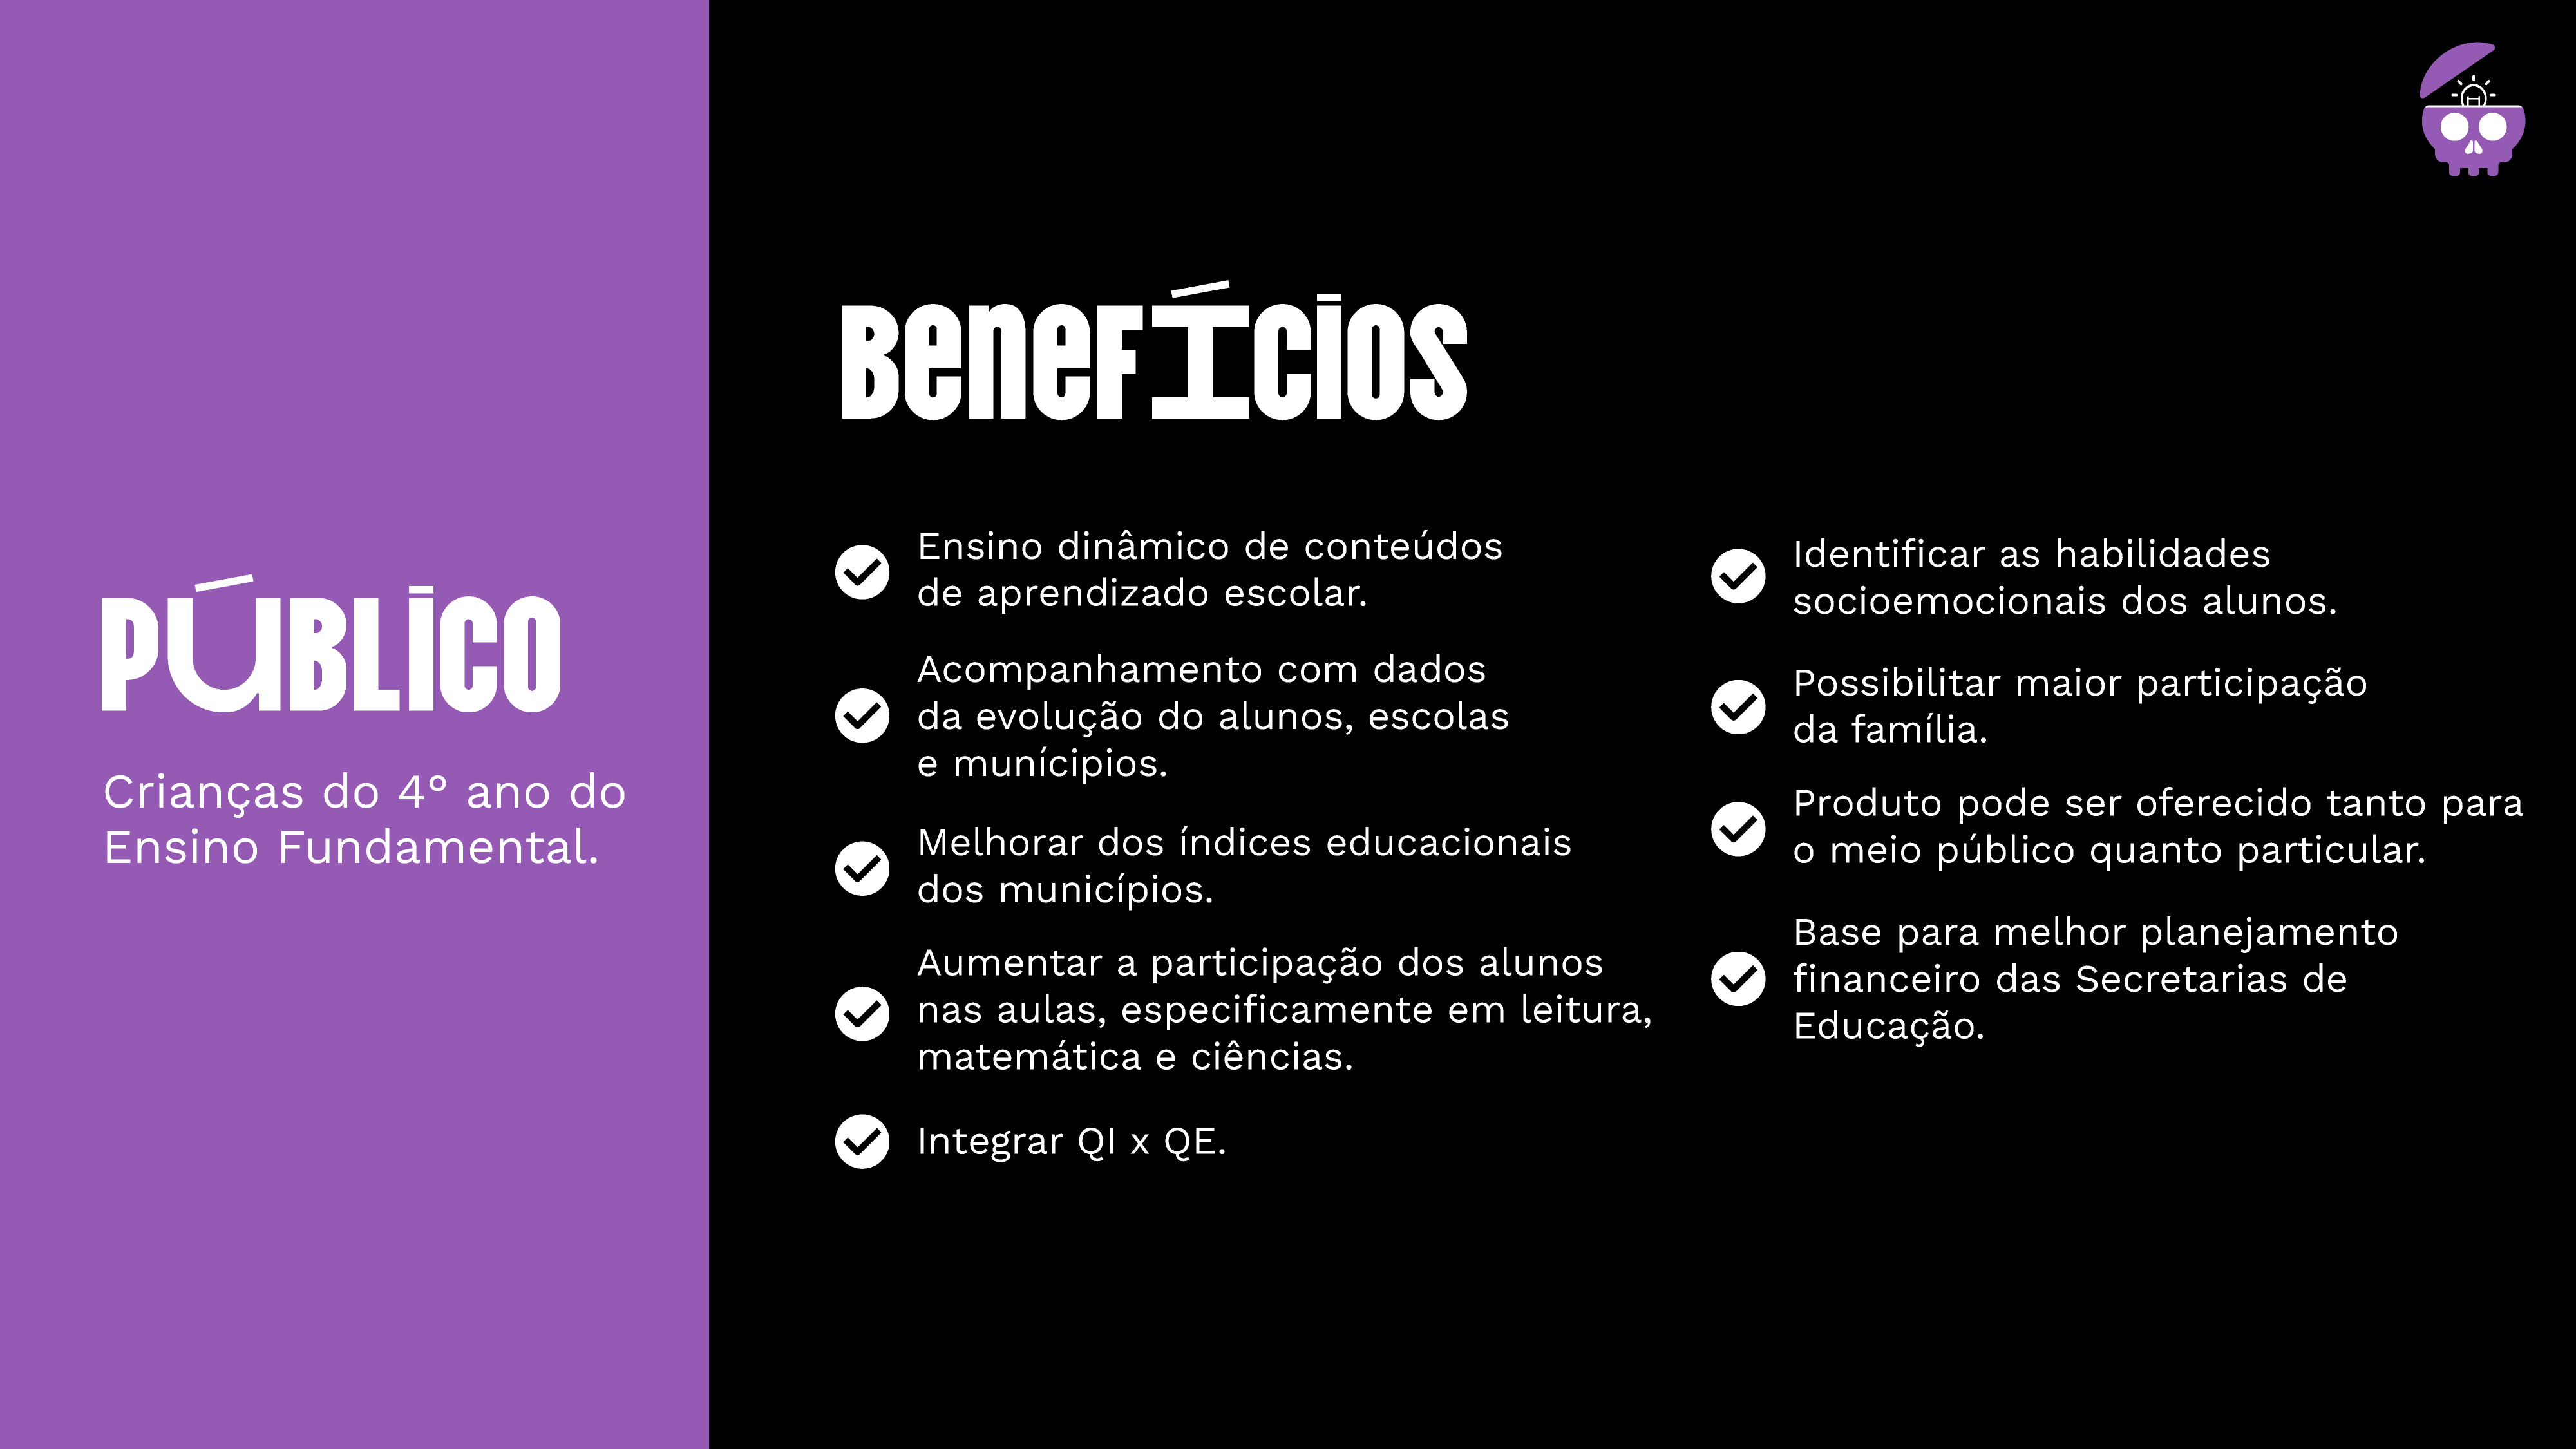 PÚBLICO
Crianças do 4° ano do
Ensino Fundamental.
BENEFÍCIOS
Ensino dinâmico de conteúdos
de aprendizado escolar.
Acompanhamento com dados
da evolução do alunos, escolas
e munícipios.
Melhorar dos índices educacionais
dos municípios.
Aumentar a participação dos alunos
nas aulas, especificamente em leitura,
matemática e ciências.
Integrar QI x QE.
Identificar as habilidades
socioemocionais dos alunos.
Possibilitar maior participação
da família.
Produto pode ser oferecido tanto para
o meio público quanto particular.
Base para melhor planejamento
financeiro das Secretarias de
Educação.